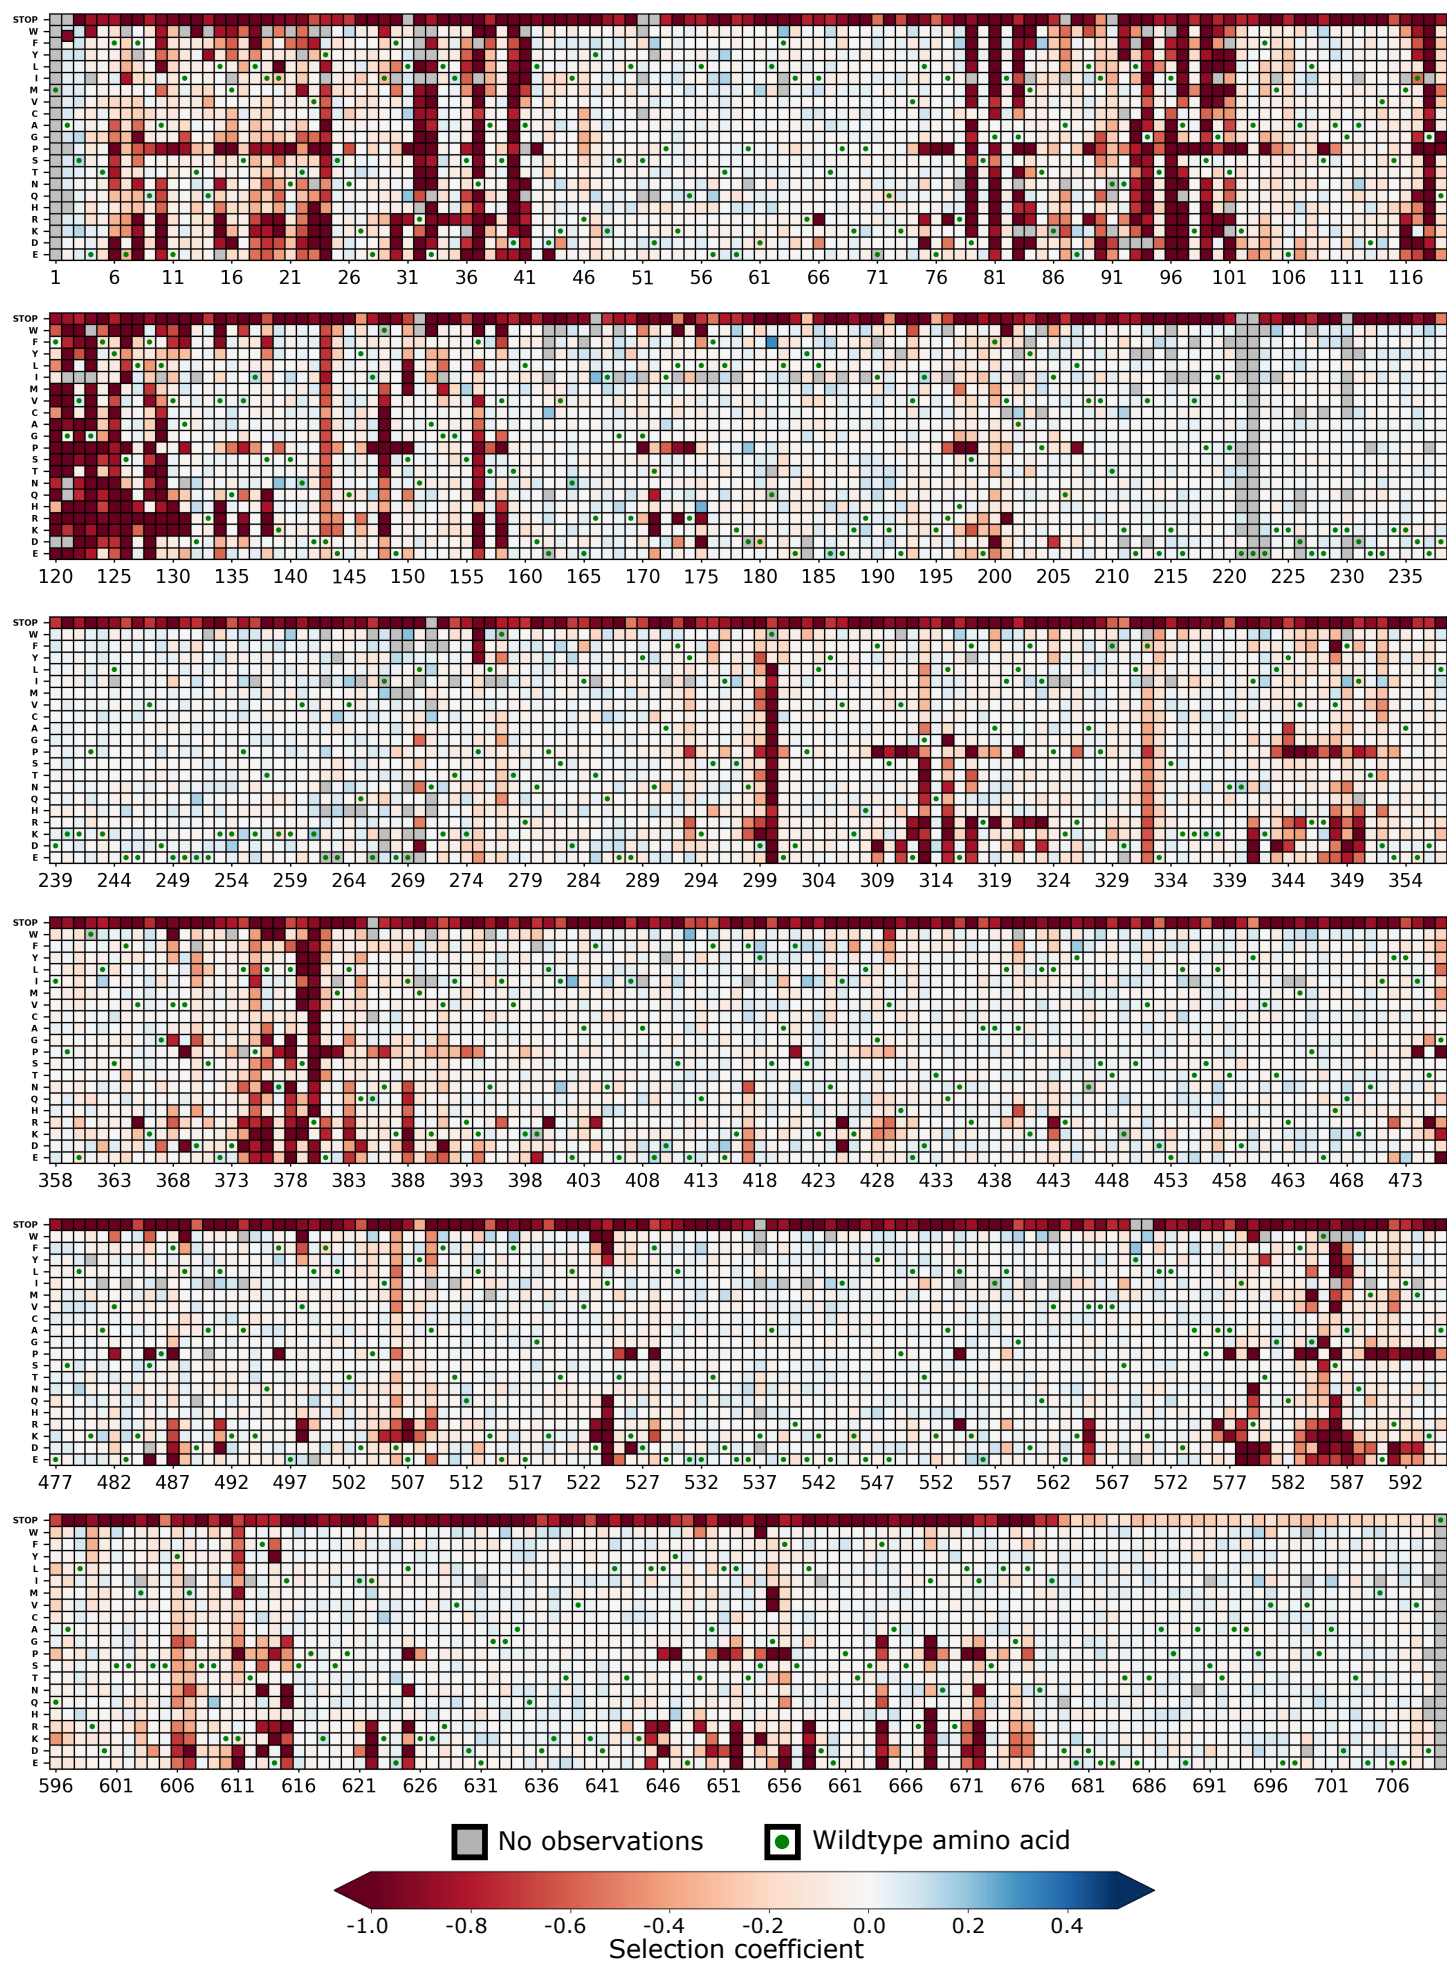 STOP
W
F
Y
L
I
M
V
C
A
G
P
S
T
N
Q
H
R
K
D
E
1 6 11 16 21 26 31 36 41 46 51 56 61 66 71 76 81 86 91 96 101 106 111 116
STOP
W
F
Y
L
I
M
V
C
A
G
P
S
T
N
Q
H
R
K
D
E
120 125 130 135 140 145 150 155 160 165 170 175 180 185 190 195 200 205 210 215 220 225 230 235
STOP
W
F
Y
L
I
M
V
C
A
G
P
S
T
N
Q
H
R
K
D
E
239 244 249 254 259 264 269 274 279 284 289 294 299 304 309 314 319 324 329 334 339 344 349 354
STOP
W
F
Y
L
I
M
V
C
A
G
P
S
T
N
Q
H
R
K
D
E
358 363 368 373 378 383 388 393 398 403 408 413 418 423 428 433 438 443 448 453 458 463 468 473
STOP
W
F
Y
L
I
M
V
C
A
G
P
S
T
N
Q
H
R
K
D
E
477 482 487 492 497 502 507 512 517 522 527 532 537 542 547 552 557 562 567 572 577 582 587 592
STOP
W
F
Y
L
I
M
V
C
A
G
P
S
T
N
Q
H
R
K
D
E
596 601 606 611 616 621 626 631 636 641 646 651 656 661 666 671 676 681 686 691 696 701 706
No observations Wildtype amino acid
-1.0 -0.8 -0.6 -0.4 -0.2 0.0 0.2 0.4
Selection coefficient